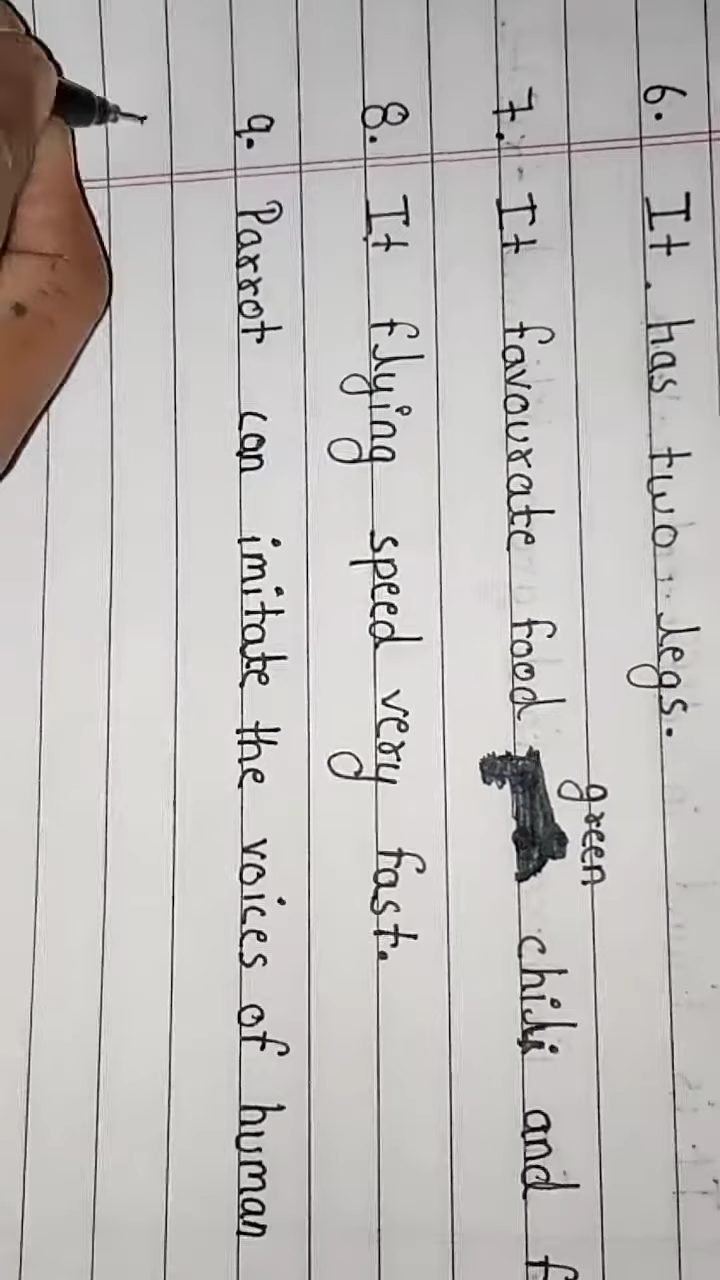 6. It has two legs.
green
7. It favourate food chili and f
8. It flying speed very fast.
9. Parrot can imitate the voices of human